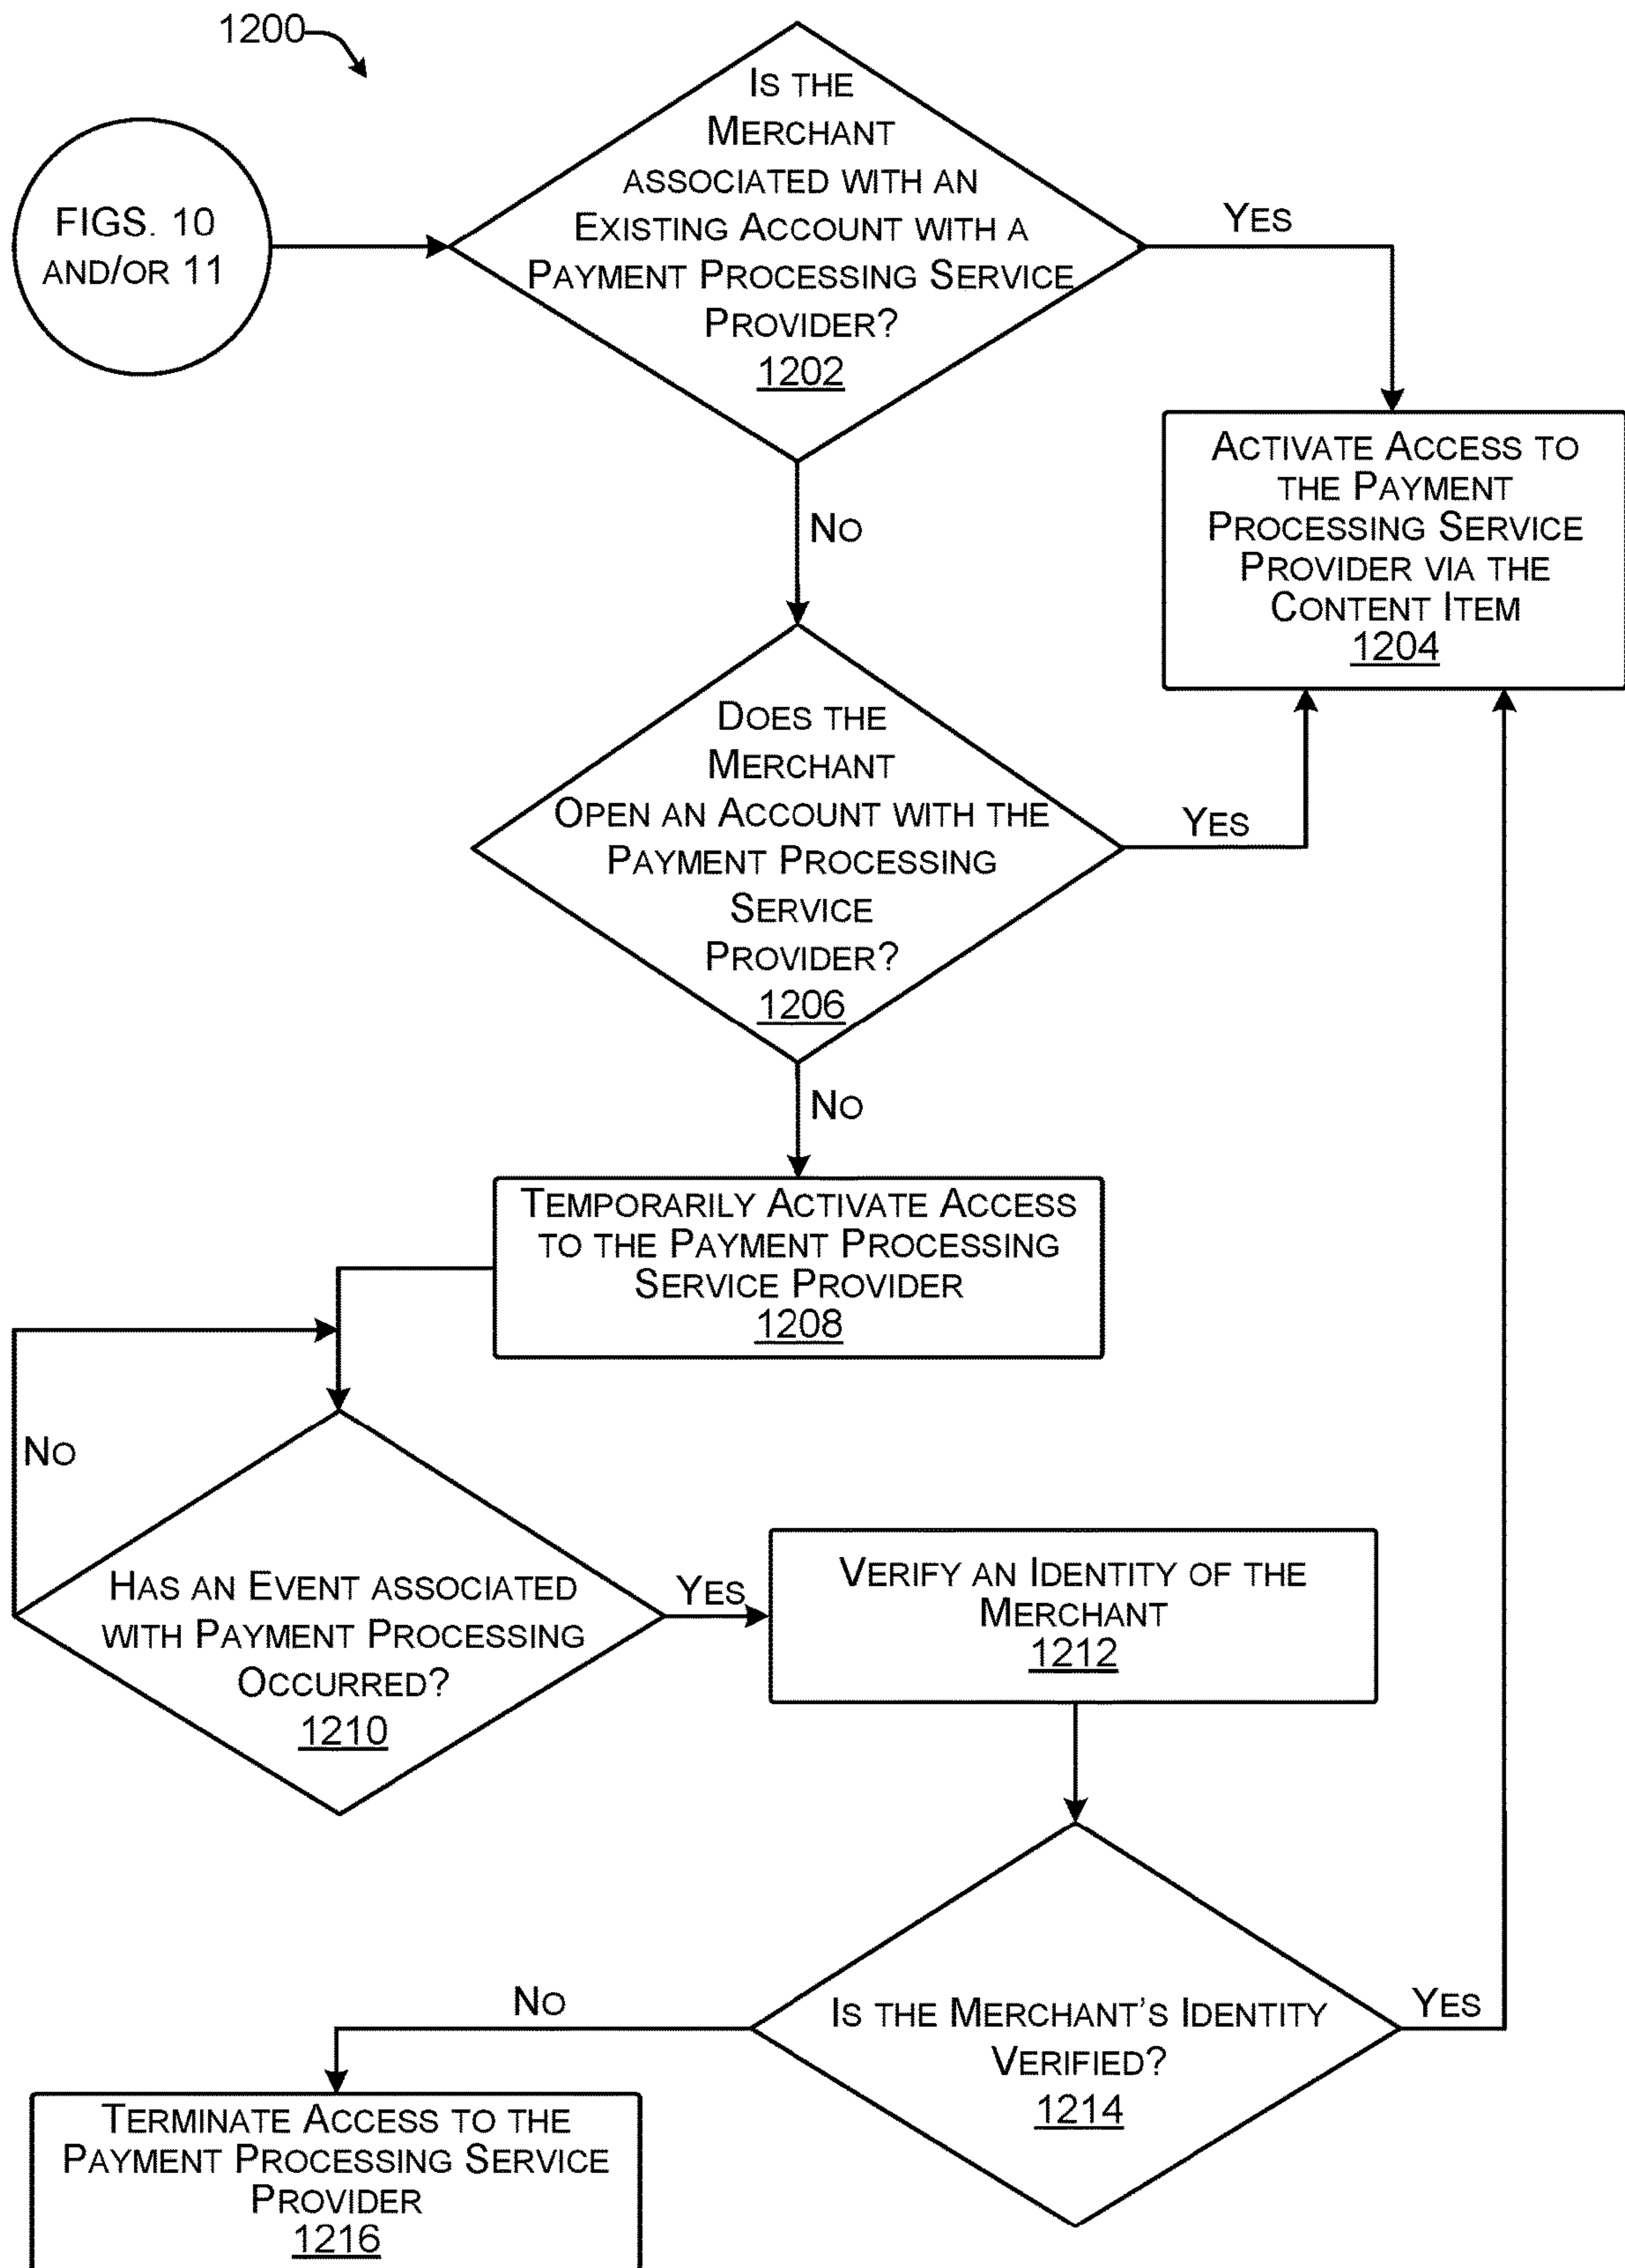 1200
FIGS. 10
AND/OR 11
IS THE
MERCHANT
ASSOCIATED WITH AN
EXISTING ACCOUNT WITH A
PAYMENT PROCESSING SERVICE
PROVIDER?
1202
YES
NO
ACTIVATE ACCESS TO
THE PAYMENT
PROCESSING SERVICE
PROVIDER VIA THE
CONTENT ITEM
1204
DOES THE
MERCHANT
OPEN AN ACCOUNT WITH THE
PAYMENT PROCESSING
SERVICE
PROVIDER?
1206
YES
NO
TEMPORARILY ACTIVATE ACCESS
TO THE PAYMENT PROCESSING
SERVICE PROVIDER
1208
NO
HAS AN EVENT ASSOCIATED
WITH PAYMENT PROCESSING
OCCURRED?
1210
YES
VERIFY AN IDENTITY OF THE
MERCHANT
1212
IS THE MERCHANT'S IDENTITY
VERIFIED?
1214
NO
YES
TERMINATE ACCESS TO THE
PAYMENT PROCESSING SERVICE
PROVIDER
1216